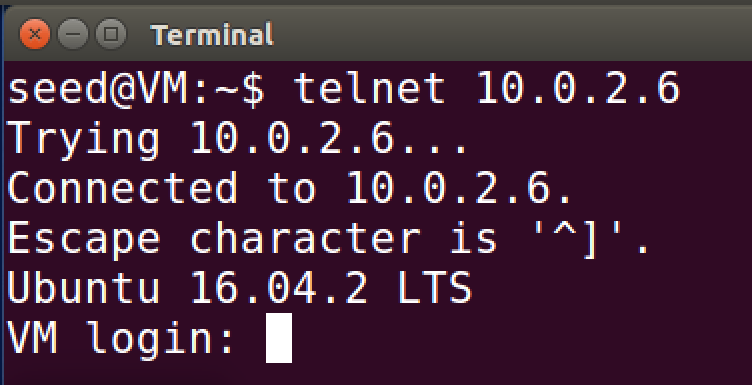 Terminal
seed@VM:~$ telnet 10.0.2.6
Trying 10.0.2.6...
Connected to 10.0.2.6.
Escape character is '^]'.
Ubuntu 16.04.2 LTS
VM login: